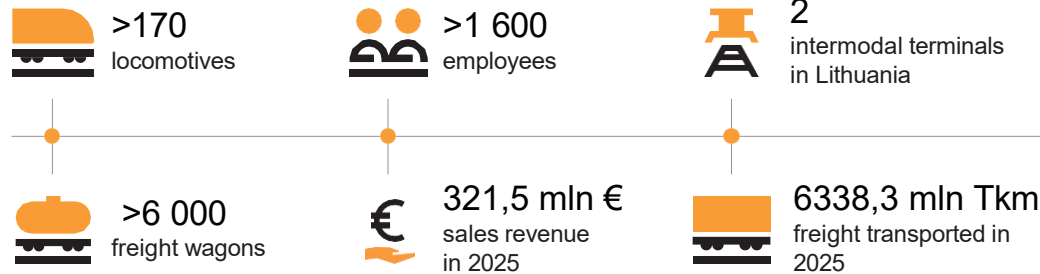 >170
locomotives
>1 600
employees
2
intermodal terminals
in Lithuania
>6 000
freight wagons
€
321,5 mln €
sales revenue
in 2025
6338,3 mln Tkm
freight transported in
2025